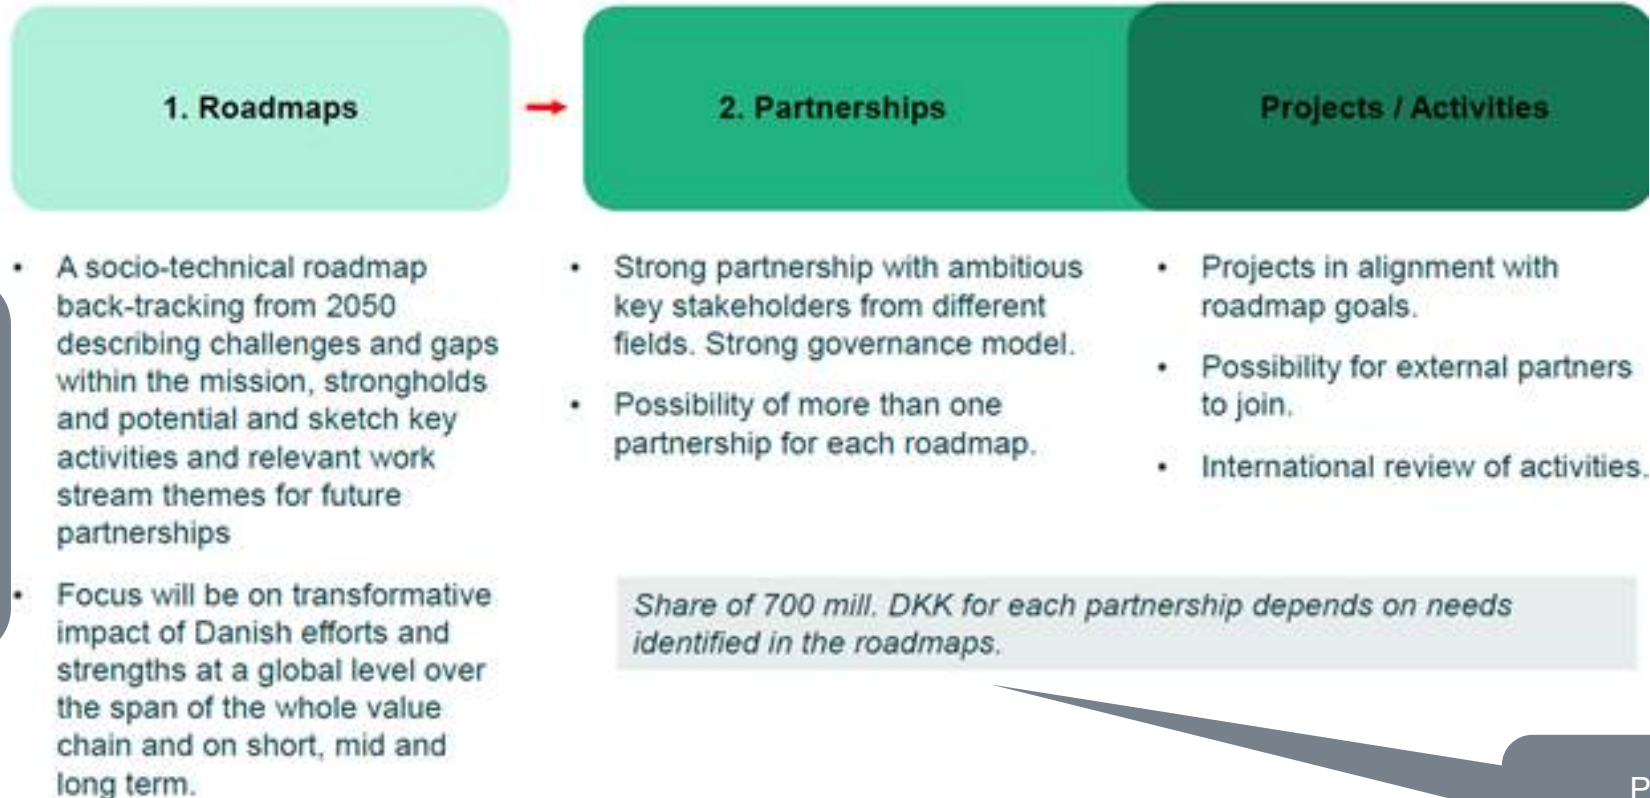 1. Roadmaps
2. Partnerships
Projects / Activities
• A socio-technical roadmap
back-tracking from 2050
describing challenges and gaps
within the mission, strongholds
and potential and sketch key
activities and relevant work
stream themes for future
partnerships
• Focus will be on transformative
impact of Danish efforts and
strengths at a global level over
the span of the whole value
chain and on short, mid and
long term.
• Strong partnership with ambitious
key stakeholders from different
fields. Strong governance model.
• Possibility of more than one
partnership for each roadmap.
• Projects in alignment with
roadmap goals.
• Possibility for external partners
to join.
• International review of activities.
Share of 700 mill. DKK for each partnership depends on needs
identified in the roadmaps.